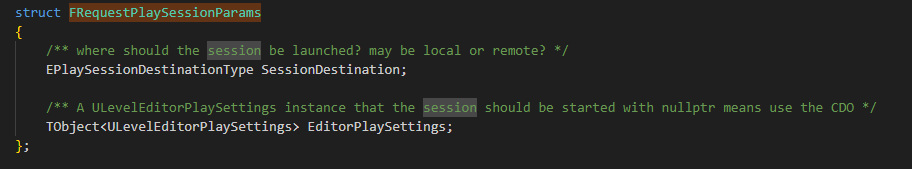 struct FRequestPlaySessionParams
{
/** where should the session be launched? may be local or remote? */
EPlaySessionDestinationType SessionDestination;
/** A ULevelEditorPlaySettings instance that the session should be started with nullptr means use the CDO */
TObject<ULevelEditorPlaySettings> EditorPlaySettings;
};